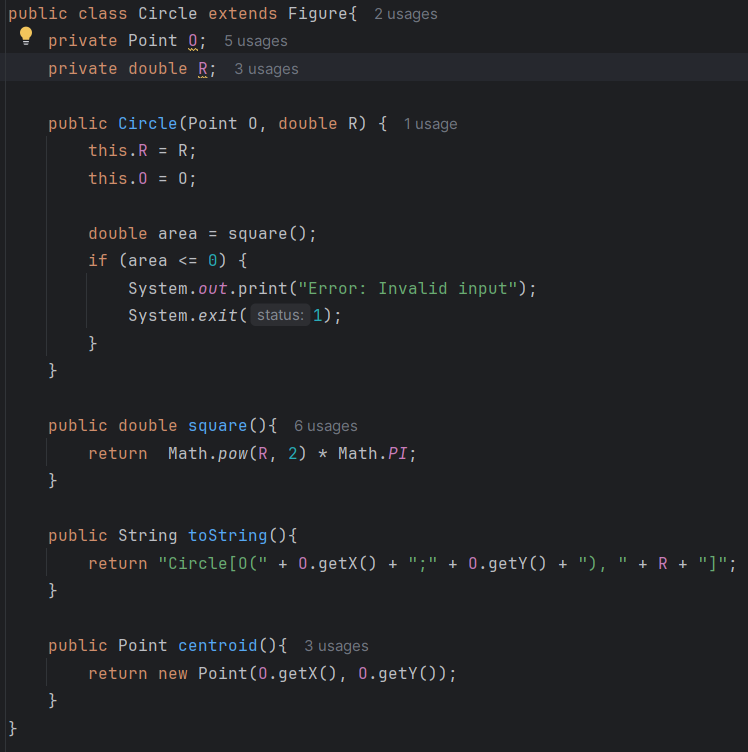 public class Circle extends Figure{ 2 usages
    private Point O; 5 usages
    private double R; 3 usages

    public Circle(Point O, double R) { 1 usage
        this.R = R;
        this.O = O;

        double area = square();
        if (area <= 0) {
            System.out.print("Error: Invalid input");
            System.exit( status: 1);
        }
    }

    public double square(){ 6 usages
        return  Math.pow(R, 2) * Math.PI;
    }

    public String toString(){
        return "Circle[O(" + O.getX() + ";" + O.getY() + "), " + R + "]";
    }

    public Point centroid(){ 3 usages
        return new Point(O.getX(), O.getY());
    }
}